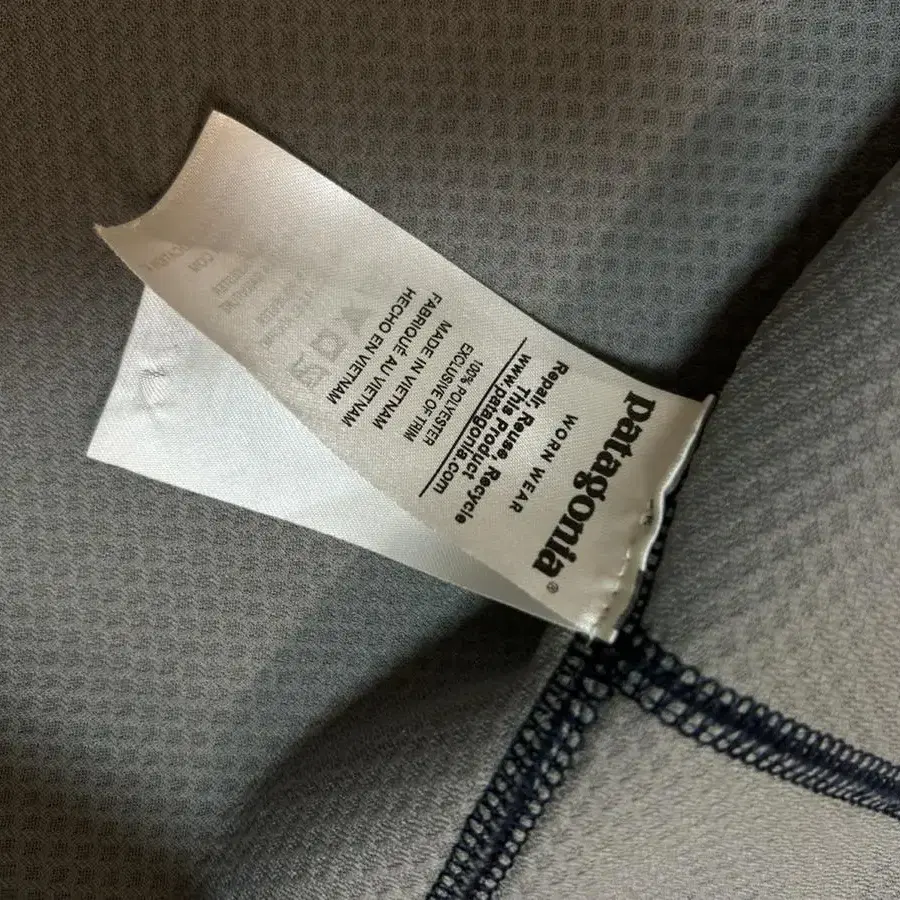 patagonia®
WORN WEAR
Repair, Reuse, Recycle
This Product
www.patagonia.com
100% POLYESTER
EXCLUSIVE OF TRIM
MADE IN VIETNAM
FABRIQUÉ AU VIETNAM
HECHO EN VIETNAM